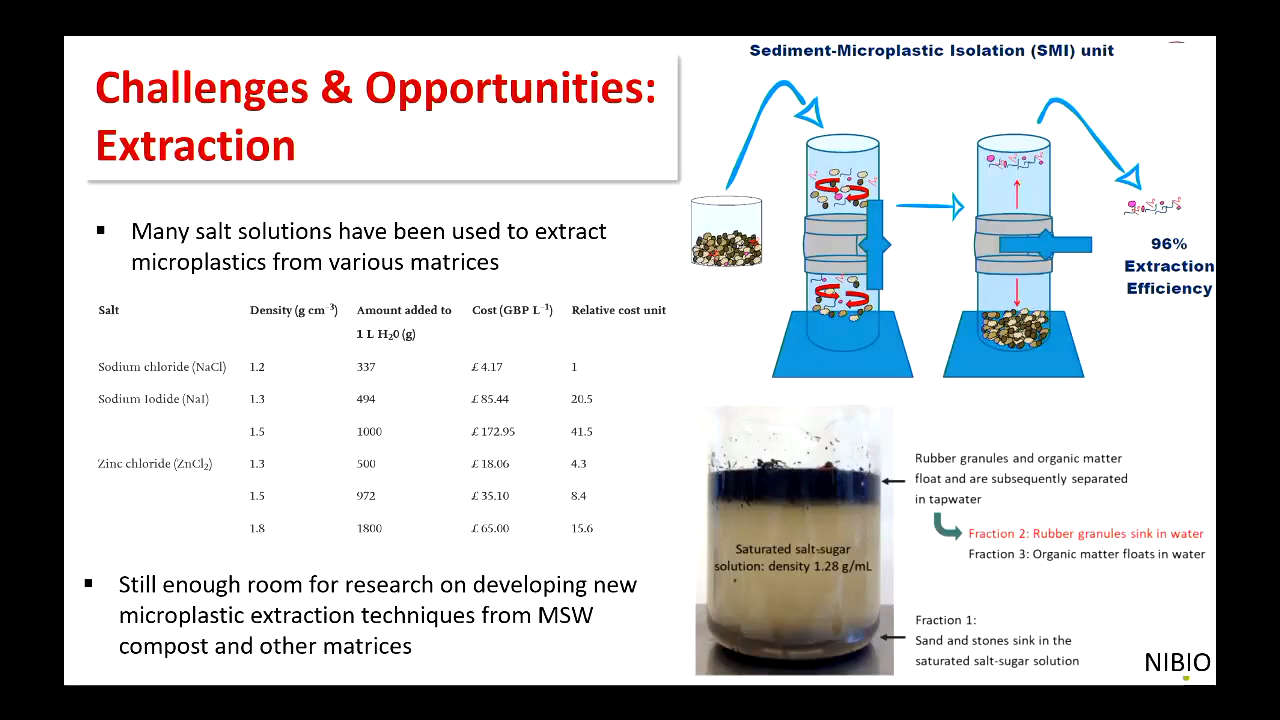 Challenges & Opportunities:
Extraction
▪ Many salt solutions have been used to extract
microplastics from various matrices
Salt Density (g cm⁻³) Amount added to Cost (GBP L⁻¹) Relative cost unit
1 L H₂0 (g)
Sodium chloride (NaCl) 1.2 337 £ 4.17 1
Sodium Iodide (NaI) 1.3 494 £ 85.44 20.5
1.5 1000 £ 172.95 41.5
Zinc chloride (ZnCl₂) 1.3 500 £ 18.06 4.3
1.5 972 £ 35.10 8.4
1.8 1800 £ 65.00 15.6
▪ Still enough room for research on developing new
microplastic extraction techniques from MSW
compost and other matrices
Sediment-Microplastic Isolation (SMI) unit
96%
Extraction
Efficiency
Saturated salt-sugar
solution: density 1.28 g/mL
Rubber granules and organic matter
float and are subsequently separated
in tapwater
Fraction 2: Rubber granules sink in water
Fraction 3: Organic matter floats in water
Fraction 1:
Sand and stones sink in the
saturated salt-sugar solution
NIBIO